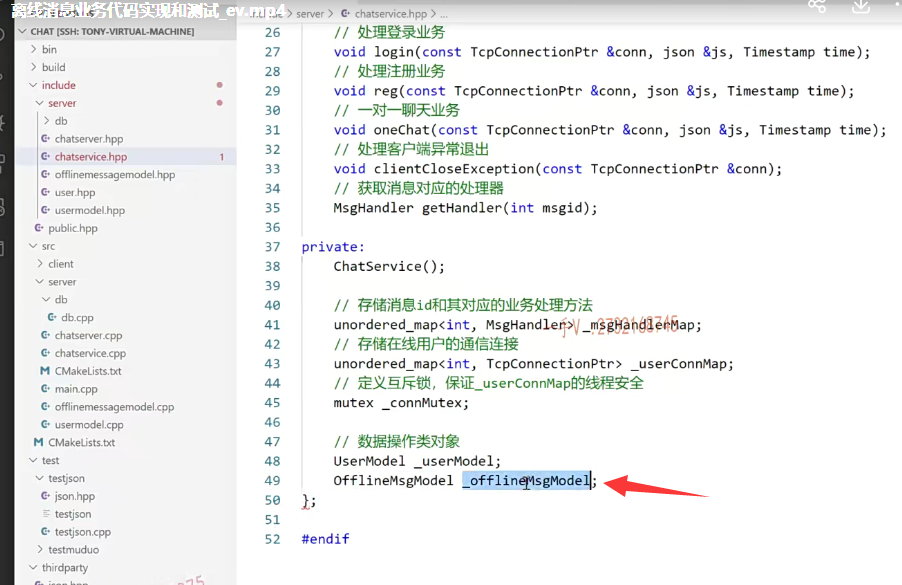 离线消息业务代码实现和测试_ev.mp4
server > chatservice.hpp > ...
CHAT [SSH: TONY-VIRTUAL-MACHINE]
bin
build
include
server
db
chatserver.hpp
chatservice.hpp 1
offlinemessagemodel.hpp
user.hpp
usermodel.hpp
public.hpp
src
client
server
db
db.cpp
chatserver.cpp
chatservice.cpp
CMakeLists.txt
main.cpp
offlinemessagemodel.cpp
usermodel.cpp
CMakeLists.txt
test
testjson
json.hpp
testjson
testjson.cpp
testmuduo
thirdparty
json.hpp
26 // 处理登录业务
27 void login(const TcpConnectionPtr &conn, json &js, Timestamp time);
28 // 处理注册业务
29 void reg(const TcpConnectionPtr &conn, json &js, Timestamp time);
30 // 一对一聊天业务
31 void oneChat(const TcpConnectionPtr &conn, json &js, Timestamp time);
32 // 处理客户端异常退出
33 void clientCloseException(const TcpConnectionPtr &conn);
34 // 获取消息对应的处理器
35 MsgHandler getHandler(int msgid);
36
37 private:
38 ChatService();
39
40 // 存储消息id和其对应的业务处理方法
41 unordered_map<int, MsgHandler> _msgHandlerMap;
42 // 存储在线用户的通信连接
43 unordered_map<int, TcpConnectionPtr> _userConnMap;
44 // 定义互斥锁，保证_userConnMap的线程安全
45 mutex _connMutex;
46
47 // 数据操作类对象
48 UserModel _userModel;
49 OfflineMsgModel _offlineMsgModel;
50 };
51
52 #endif